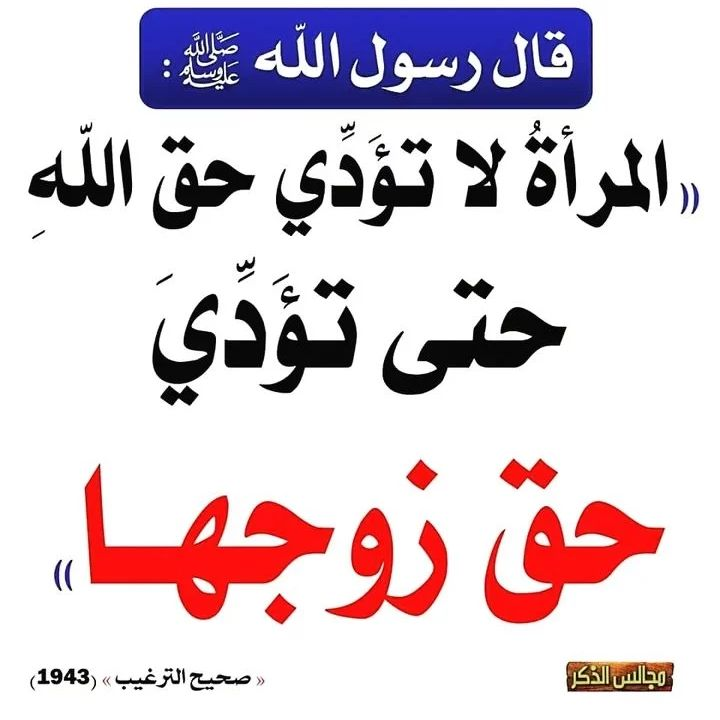 قال رسول الله ﷺ :
«المرأةُ لا تؤَدِّي حق اللّهِ
حتى تؤَدِّيَ
حق زوجها»
« صحيح الترغيب » (1943)
مجالس الذكر